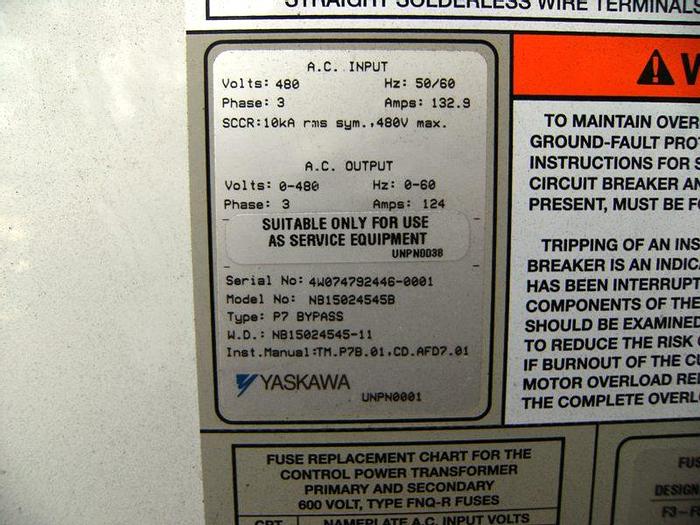 STRAIGHT SOLDERLESS WIRE TERMINALS
A.C. INPUT
Volts: 480 Hz: 50/60
Phase: 3 Amps: 132.9
SCCR:10kA rms sym.,480V max.
A.C. OUTPUT
Volts: 0-480 Hz: 0-60
Phase: 3 Amps: 124
SUITABLE ONLY FOR USE
AS SERVICE EQUIPMENT
UNPN0038
Serial No: 4W074792446-0001
Model No: NB15024545B
Type: P7 BYPASS
W.D.: NB15024545-11
Inst.Manual:TM.P7B.01,CD.AFD7.01
YASKAWA
UNPN0001
TO MAINTAIN OVER
GROUND-FAULT PRO
INSTRUCTIONS FOR S
CIRCUIT BREAKER AN
PRESENT, MUST BE F
TRIPPING OF AN INS
BREAKER IS AN INDIC
HAS BEEN INTERRUPT
COMPONENTS OF THE
SHOULD BE EXAMINED
TO REDUCE THE RISK
IF BURNOUT OF THE CU
MOTOR OVERLOAD REL
THE COMPLETE OVERL
FUSE REPLACEMENT CHART FOR THE
CONTROL POWER TRANSFORMER
PRIMARY AND SECONDARY
600 VOLT, TYPE FNQ-R FUSES
CPT NAMEPLATE A.C. INPUT VOLTS
FUS
DESIGN